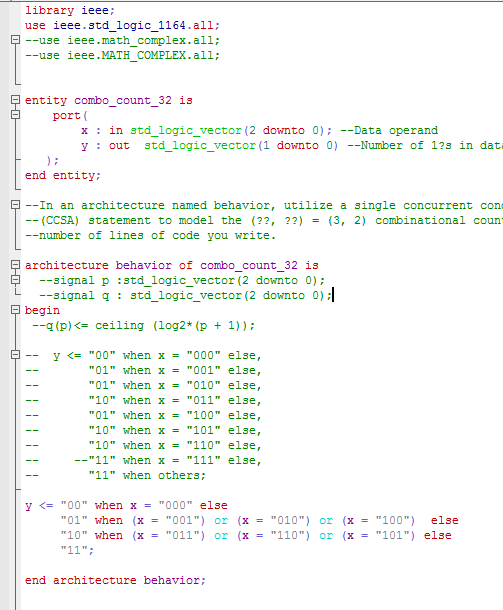 library ieee;
use ieee.std_logic_1164.all;
--use ieee.math_complex.all;
--use ieee.MATH_COMPLEX.all;
entity combo_count_32 is
port(
x : in std_logic_vector(2 downto 0); --Data operand
y : out std_logic_vector(1 downto 0) --Number of 1?s in data
);
end entity;
--In an architecture named behavior, utilize a single concurrent con
--(CCSA) statement to model the (??, ??) = (3, 2) combinational coun
--number of lines of code you write.
architecture behavior of combo_count_32 is
--signal p :std_logic_vector(2 downto 0);
--signal q : std_logic_vector(2 downto 0);
begin
--q(p)<= ceiling (log2*(p + 1));
-- y <= "00" when x = "000" else,
-- "01" when x = "001" else,
-- "01" when x = "010" else,
-- "10" when x = "011" else,
-- "01" when x = "100" else,
-- "10" when x = "101" else,
-- "10" when x = "110" else,
-- --"11" when x = "111" else,
-- "11" when others;
y <= "00" when x = "000" else
"01" when (x = "001") or (x = "010") or (x = "100") else
"10" when (x = "011") or (x = "110") or (x = "101") else
"11";
end architecture behavior;